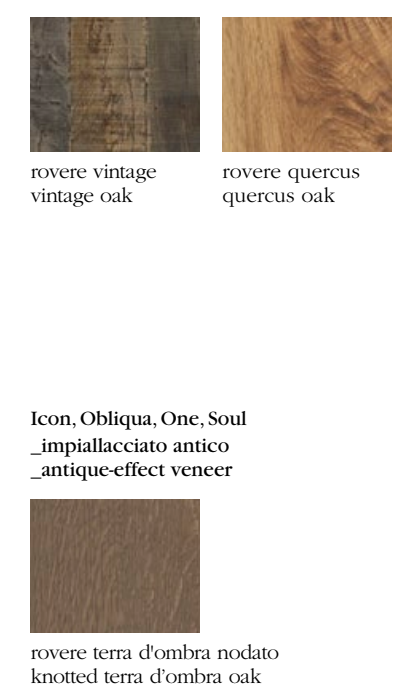 rovere vintage
vintage oak
rovere quercus
quercus oak
Icon, Obliqua, One, Soul
_impiallacciato antico
_antique-effect veneer
rovere terra d'ombra nodato
knotted terra d’ombra oak